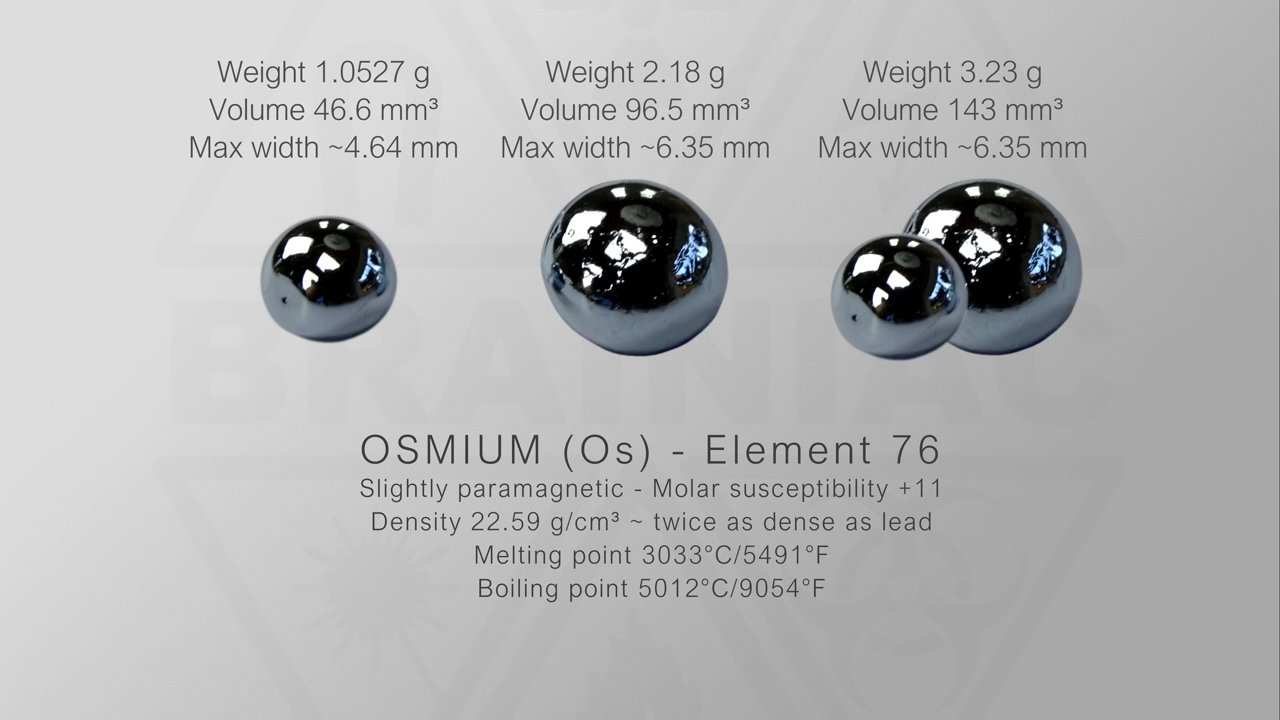 Weight 1.0527 g
Volume 46.6 mm³
Max width ~4.64 mm
Weight 2.18 g
Volume 96.5 mm³
Max width ~6.35 mm
Weight 3.23 g
Volume 143 mm³
Max width ~6.35 mm
BRAINIAC
OSMIUM (Os) - Element 76
Slightly paramagnetic - Molar susceptibility +11
Density 22.59 g/cm³ ~ twice as dense as lead
Melting point 3033°C/5491°F
Boiling point 5012°C/9054°F